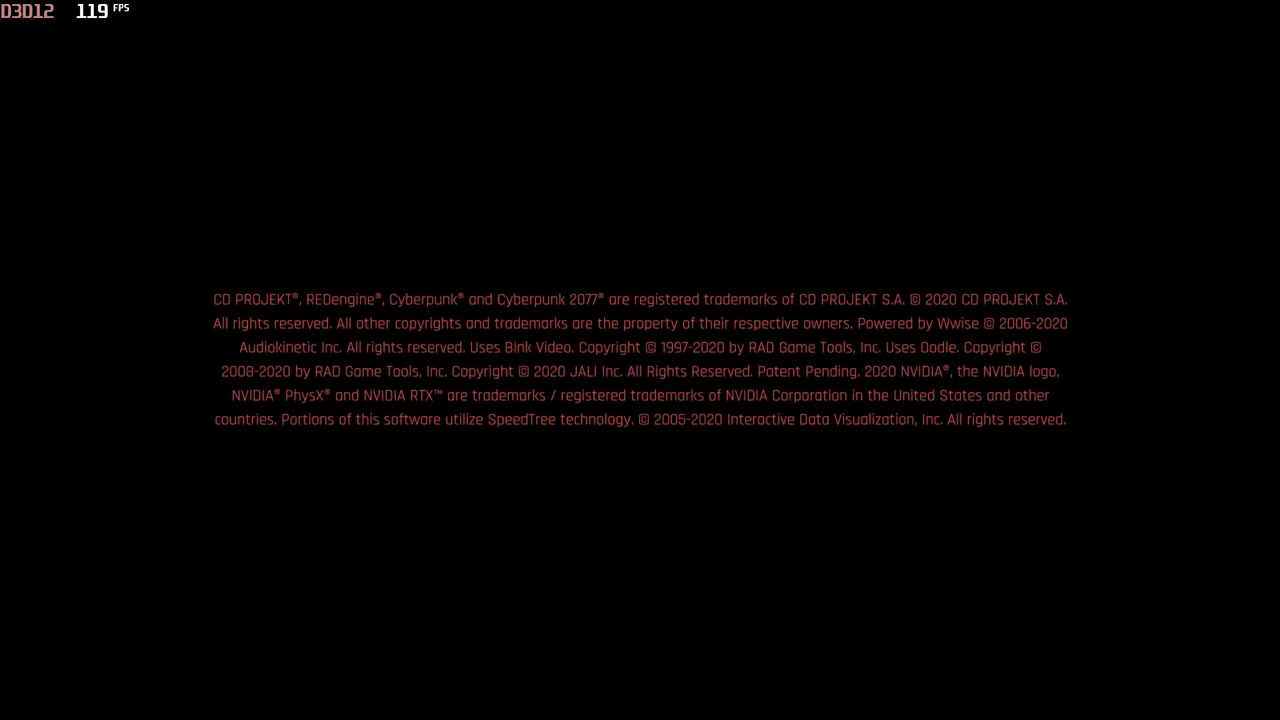 D3D12 119 FPS
CD PROJEKT®, REDengine®, Cyberpunk® and Cyberpunk 2077® are registered trademarks of CD PROJEKT S.A. © 2020 CD PROJEKT S.A.
All rights reserved. All other copyrights and trademarks are the property of their respective owners. Powered by Wwise © 2006-2020
Audiokinetic Inc. All rights reserved. Uses Bink Video. Copyright © 1997-2020 by RAD Game Tools, Inc. Uses Oodle. Copyright ©
2008-2020 by RAD Game Tools, Inc. Copyright © 2020 JALI Inc. All Rights Reserved. Patent Pending. 2020 NVIDIA®, the NVIDIA logo,
NVIDIA® PhysX® and NVIDIA RTX™ are trademarks / registered trademarks of NVIDIA Corporation in the United States and other
countries. Portions of this software utilize SpeedTree technology. © 2005-2020 Interactive Data Visualization, Inc. All rights reserved.